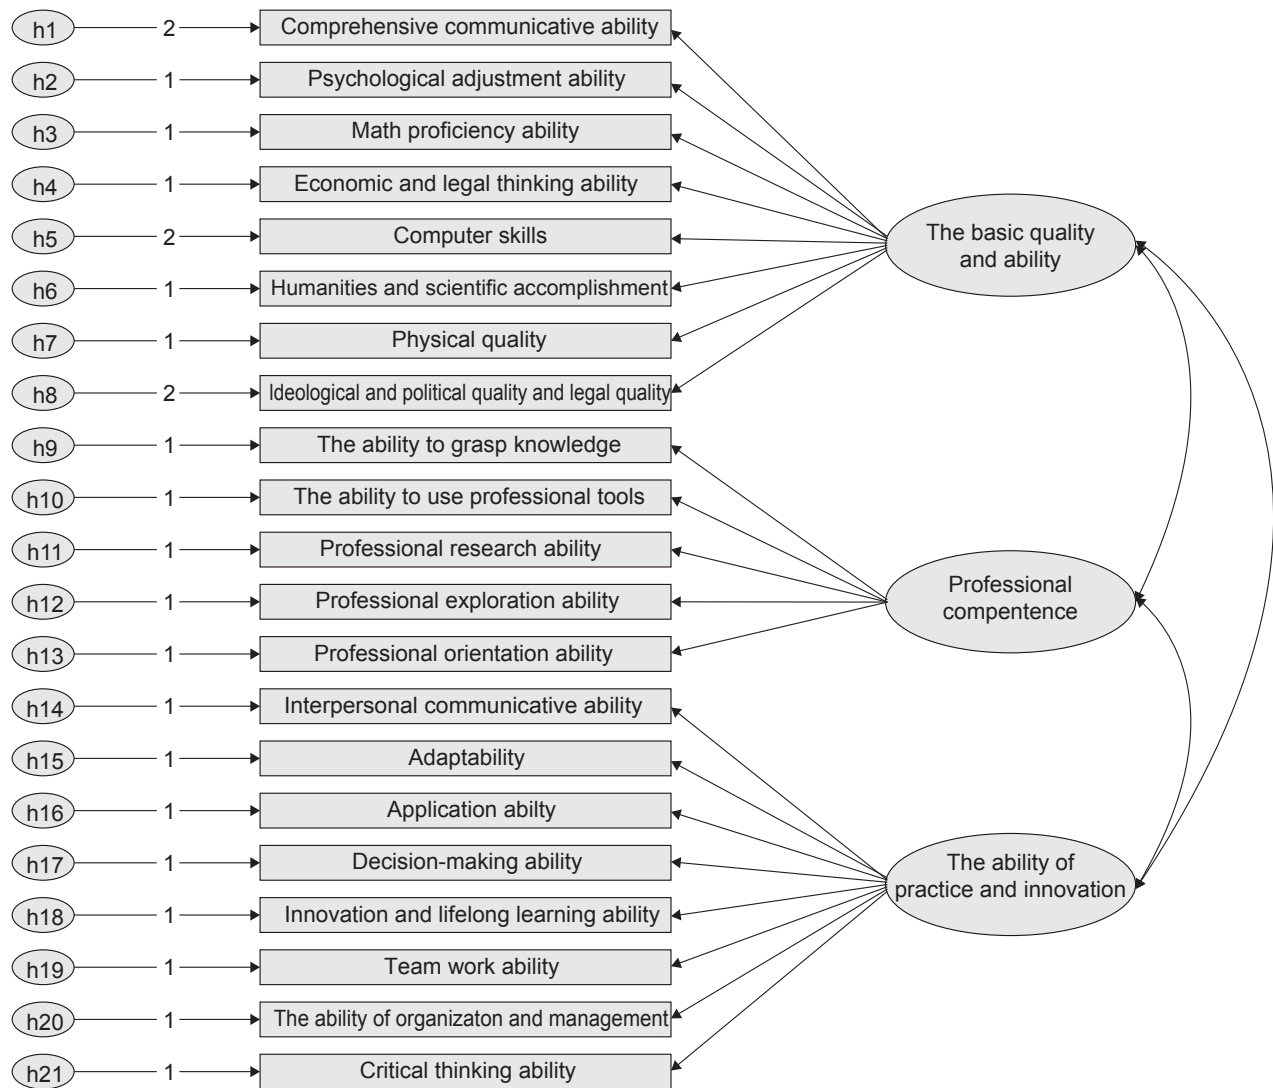 h1 2 Comprehensive communicative ability
h2 1 Psychological adjustment ability
h3 1 Math proficiency ability
h4 1 Economic and legal thinking ability
h5 2 Computer skills
h6 1 Humanities and scientific accomplishment
h7 1 Physical quality
h8 2 Ideological and political quality and legal quality
h9 1 The ability to grasp knowledge
h10 1 The ability to use professional tools
h11 1 Professional research ability
h12 1 Professional exploration ability
h13 1 Professional orientation ability
h14 1 Interpersonal communicative ability
h15 1 Adaptability
h16 1 Application abilty
h17 1 Decision-making ability
h18 1 Innovation and lifelong learning ability
h19 1 Team work ability
h20 1 The ability of organizaton and management
h21 1 Critical thinking ability
The basic quality
and ability
Professional
compentence
The ability of
practice and innovation